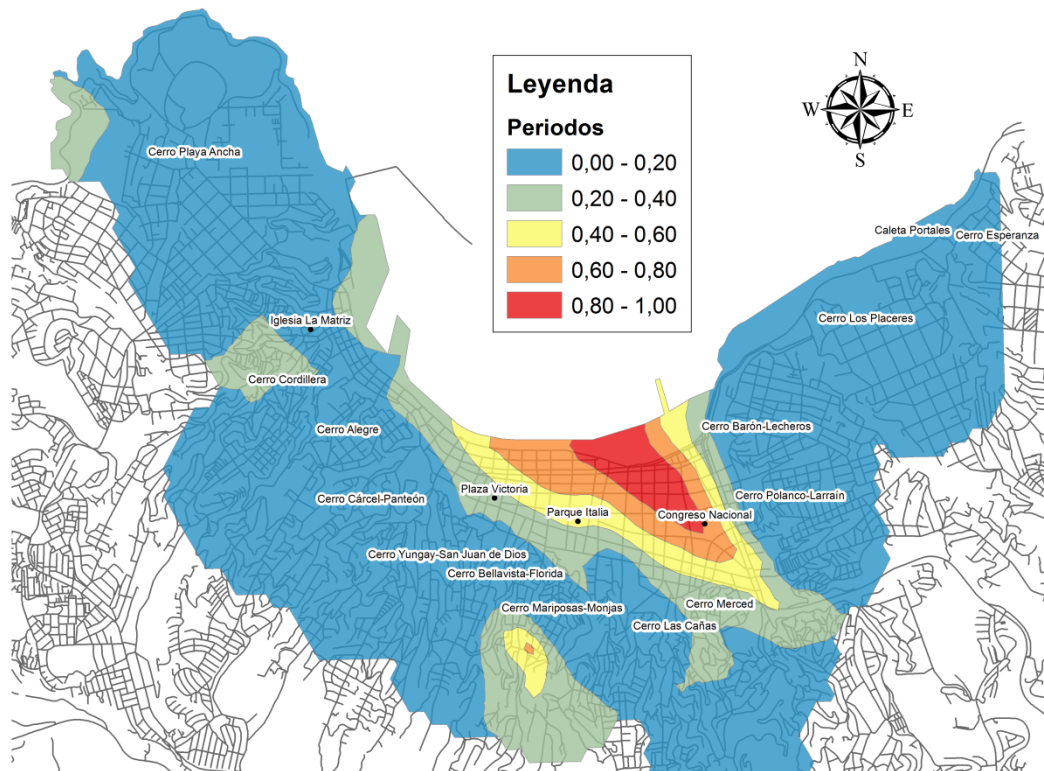 Leyenda
Periodos
0,00 - 0,20
0,20 - 0,40
0,40 - 0,60
0,60 - 0,80
0,80 - 1,00
N
W
E
S
Cerro Playa Ancha
Caleta Portales
Cerro Esperanza
Iglesia La Matriz
Cerro Los Placeres
Cerro Cordillera
Cerro Alegre
Cerro Barón-Lecheros
Plaza Victoria
Cerro Cárcel-Panteón
Cerro Polanco-Larraín
Parque Italia
Congreso Nacional
Cerro Yungay-San Juan de Dios
Cerro Bellavista-Florida
Cerro Mariposas-Monjas
Cerro Merced
Cerro Las Cañas